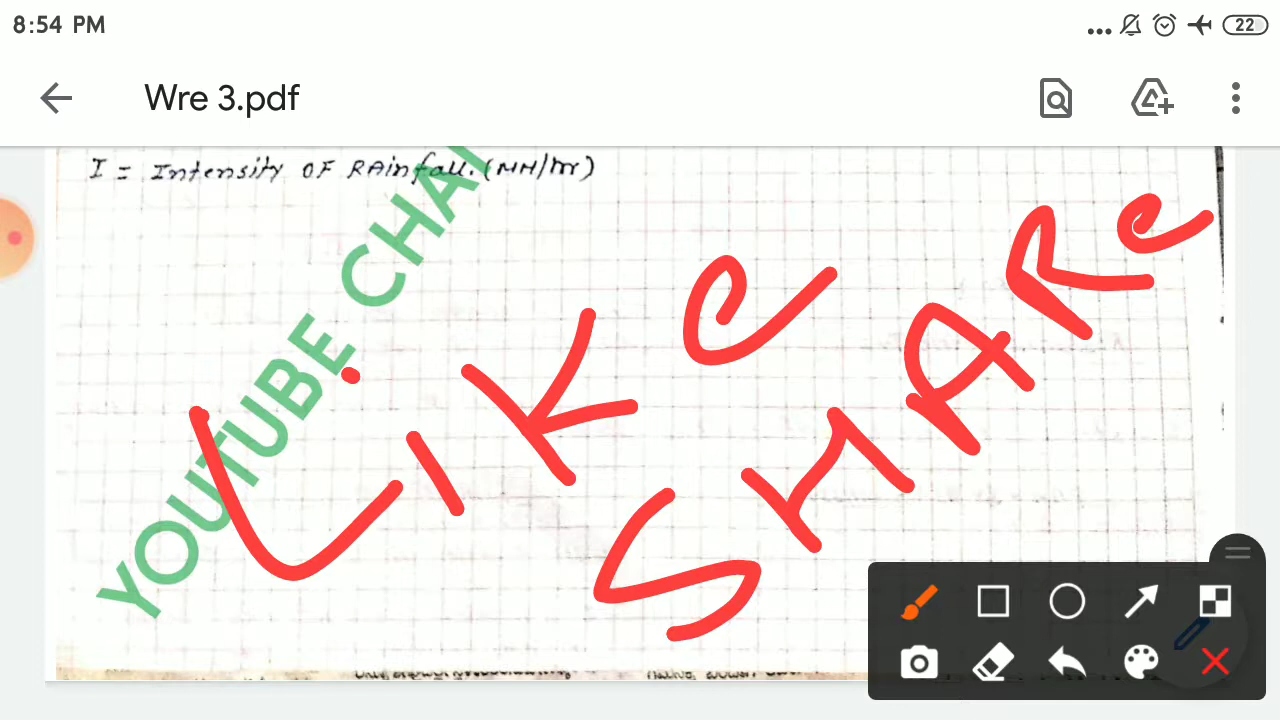 8:54 PM
22
Wre 3.pdf
I = Intensity OF RAinfall. (MM/hr)
YOUTUBE CHA
LIKe
SHARe